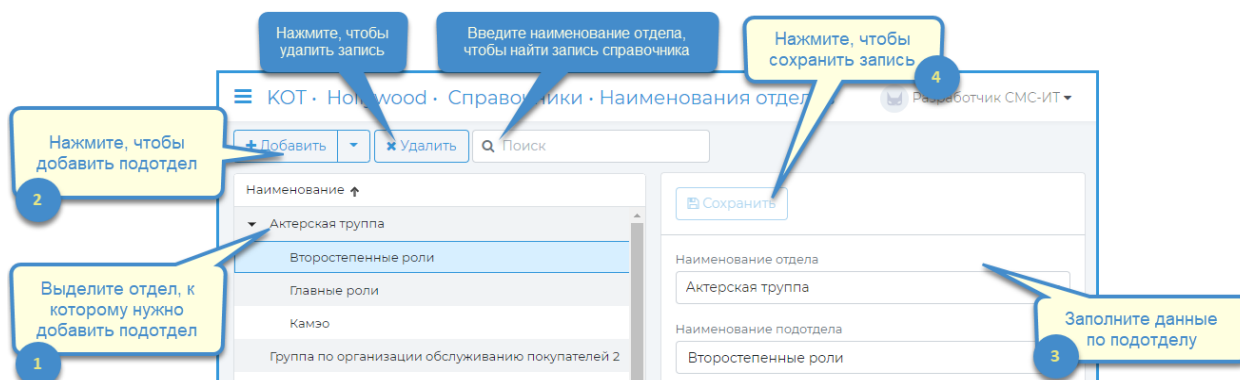 Нажмите, чтобы
удалить запись
Введите наименование отдела,
чтобы найти запись справочника
Нажмите, чтобы
сохранить запись
4
КОТ · Hollywood · Справочники · Наименования отделов
Разработчик СМС-ИТ
Нажмите, чтобы
добавить подотдел
2
Добавить
Удалить
Поиск
Наименование
Сохранить
Актерская труппа
Второстепенные роли
Главные роли
Камэо
Группа по организации обслуживанию покупателей 2
Наименование отдела
Актерская труппа
Наименование подотдела
Второстепенные роли
Выделите отдел, к
которому нужно
добавить подотдел
1
Заполните данные
по подотделу
3